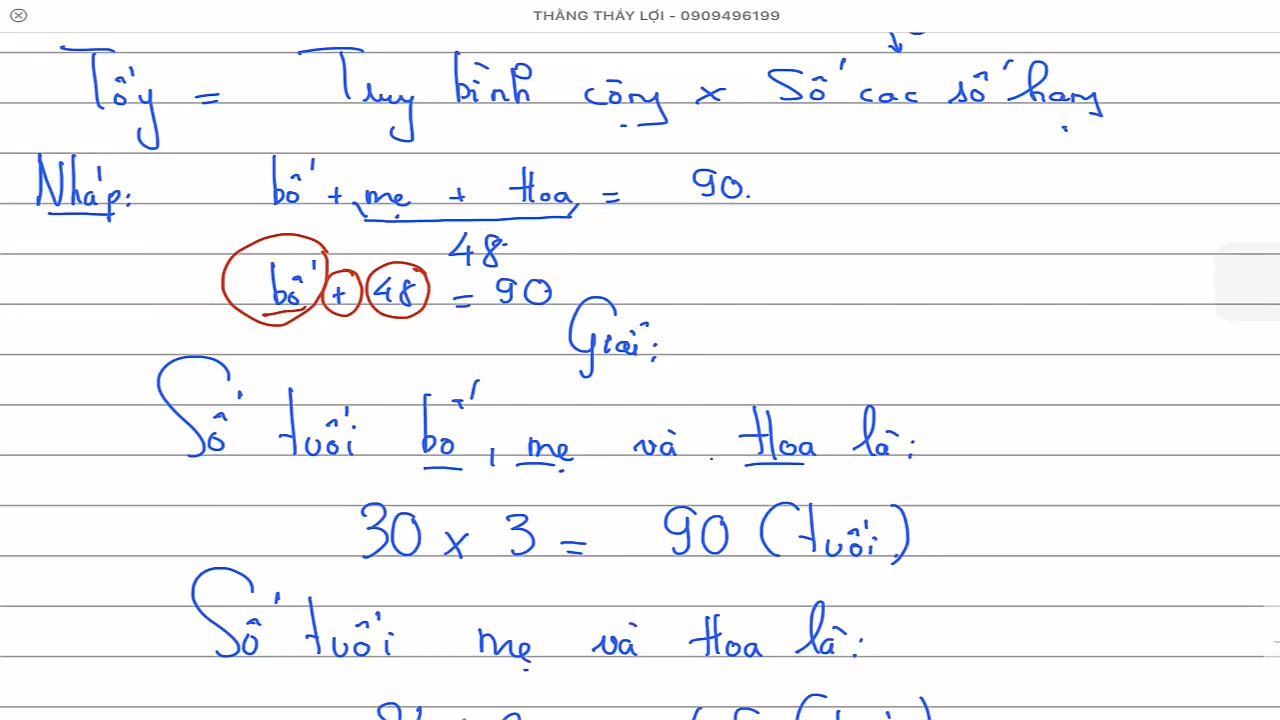 THẰNG THẦY LỢI - 0909496199
Tổng = Trung bình cộng x Số các số hạng
Nháp: bố + mẹ + Hoa = 90.
48
bố + 48 = 90
Giải:
Số tuổi bố, mẹ và Hoa là:
30 x 3 = 90 (tuổi)
Số tuổi mẹ và Hoa là: